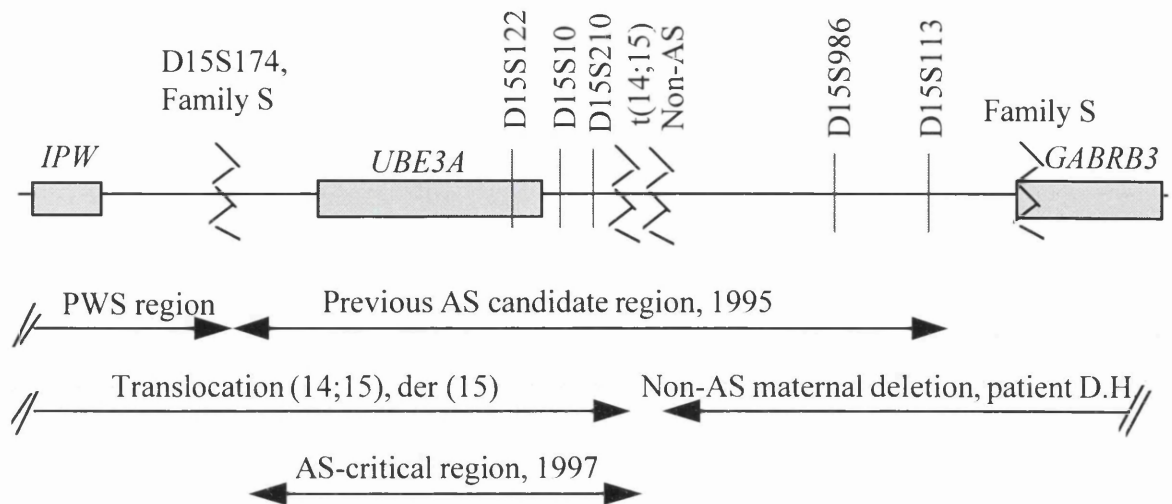 D15S174,
Family S
D15S122
D15S10
D15S210
t(14;15)
Non-AS
D15S986
D15S113
Family S
IPW
UBE3A
GABRB3
PWS region
Previous AS candidate region, 1995
Translocation (14;15), der (15)
Non-AS maternal deletion, patient D.H
AS-critical region, 1997